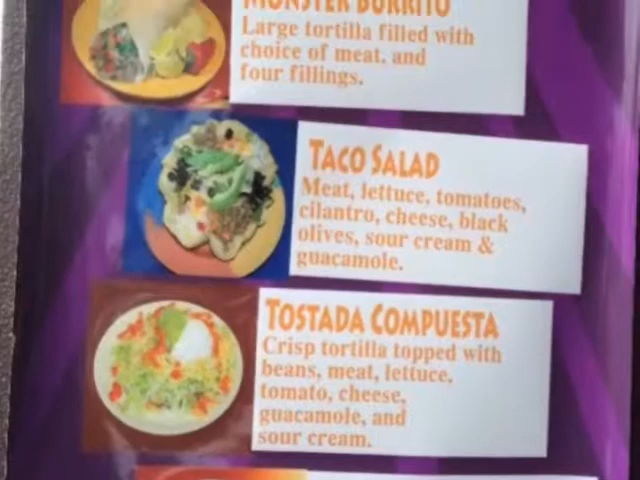 MONSTER BURRITO
Large tortilla filled with
choice of meat. and
four fillings.
TACO SALAD
Meat, lettuce, tomatoes,
cilantro, cheese, black
olives, sour cream &
guacamole.
TOSTADA COMPUESTA
Crisp tortilla topped with
beans, meat, lettuce,
tomato, cheese,
guacamole, and
sour cream.